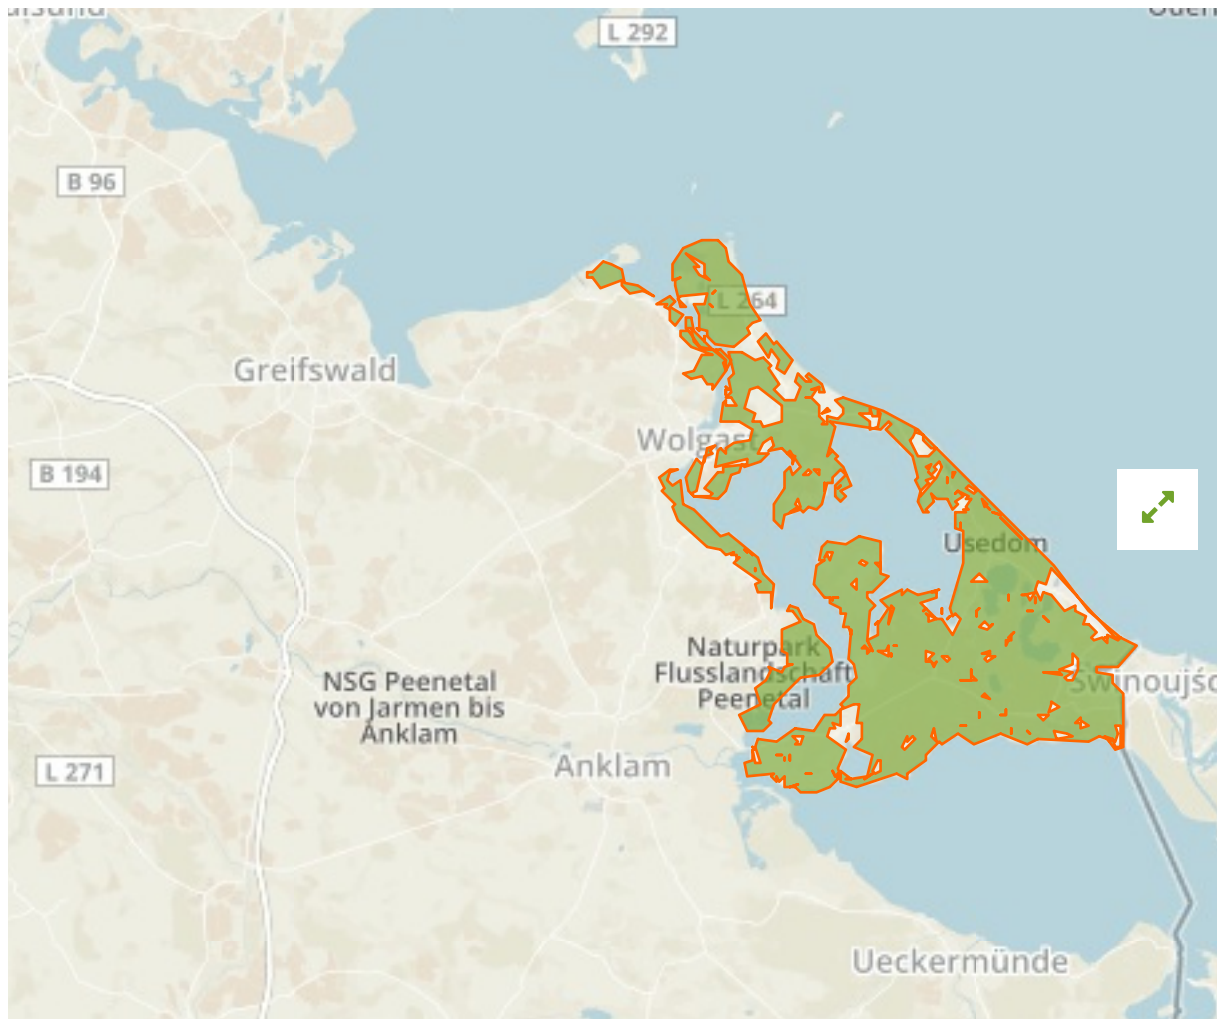 L 292
B 96
L 264
Greifswald
Wolgast
B 194
Usedom
Naturpark
Flusslandschaft
Peenetal
NSG Peenetal
von Jarmen bis
Anklam
L 271
Anklam
Ueckermünde